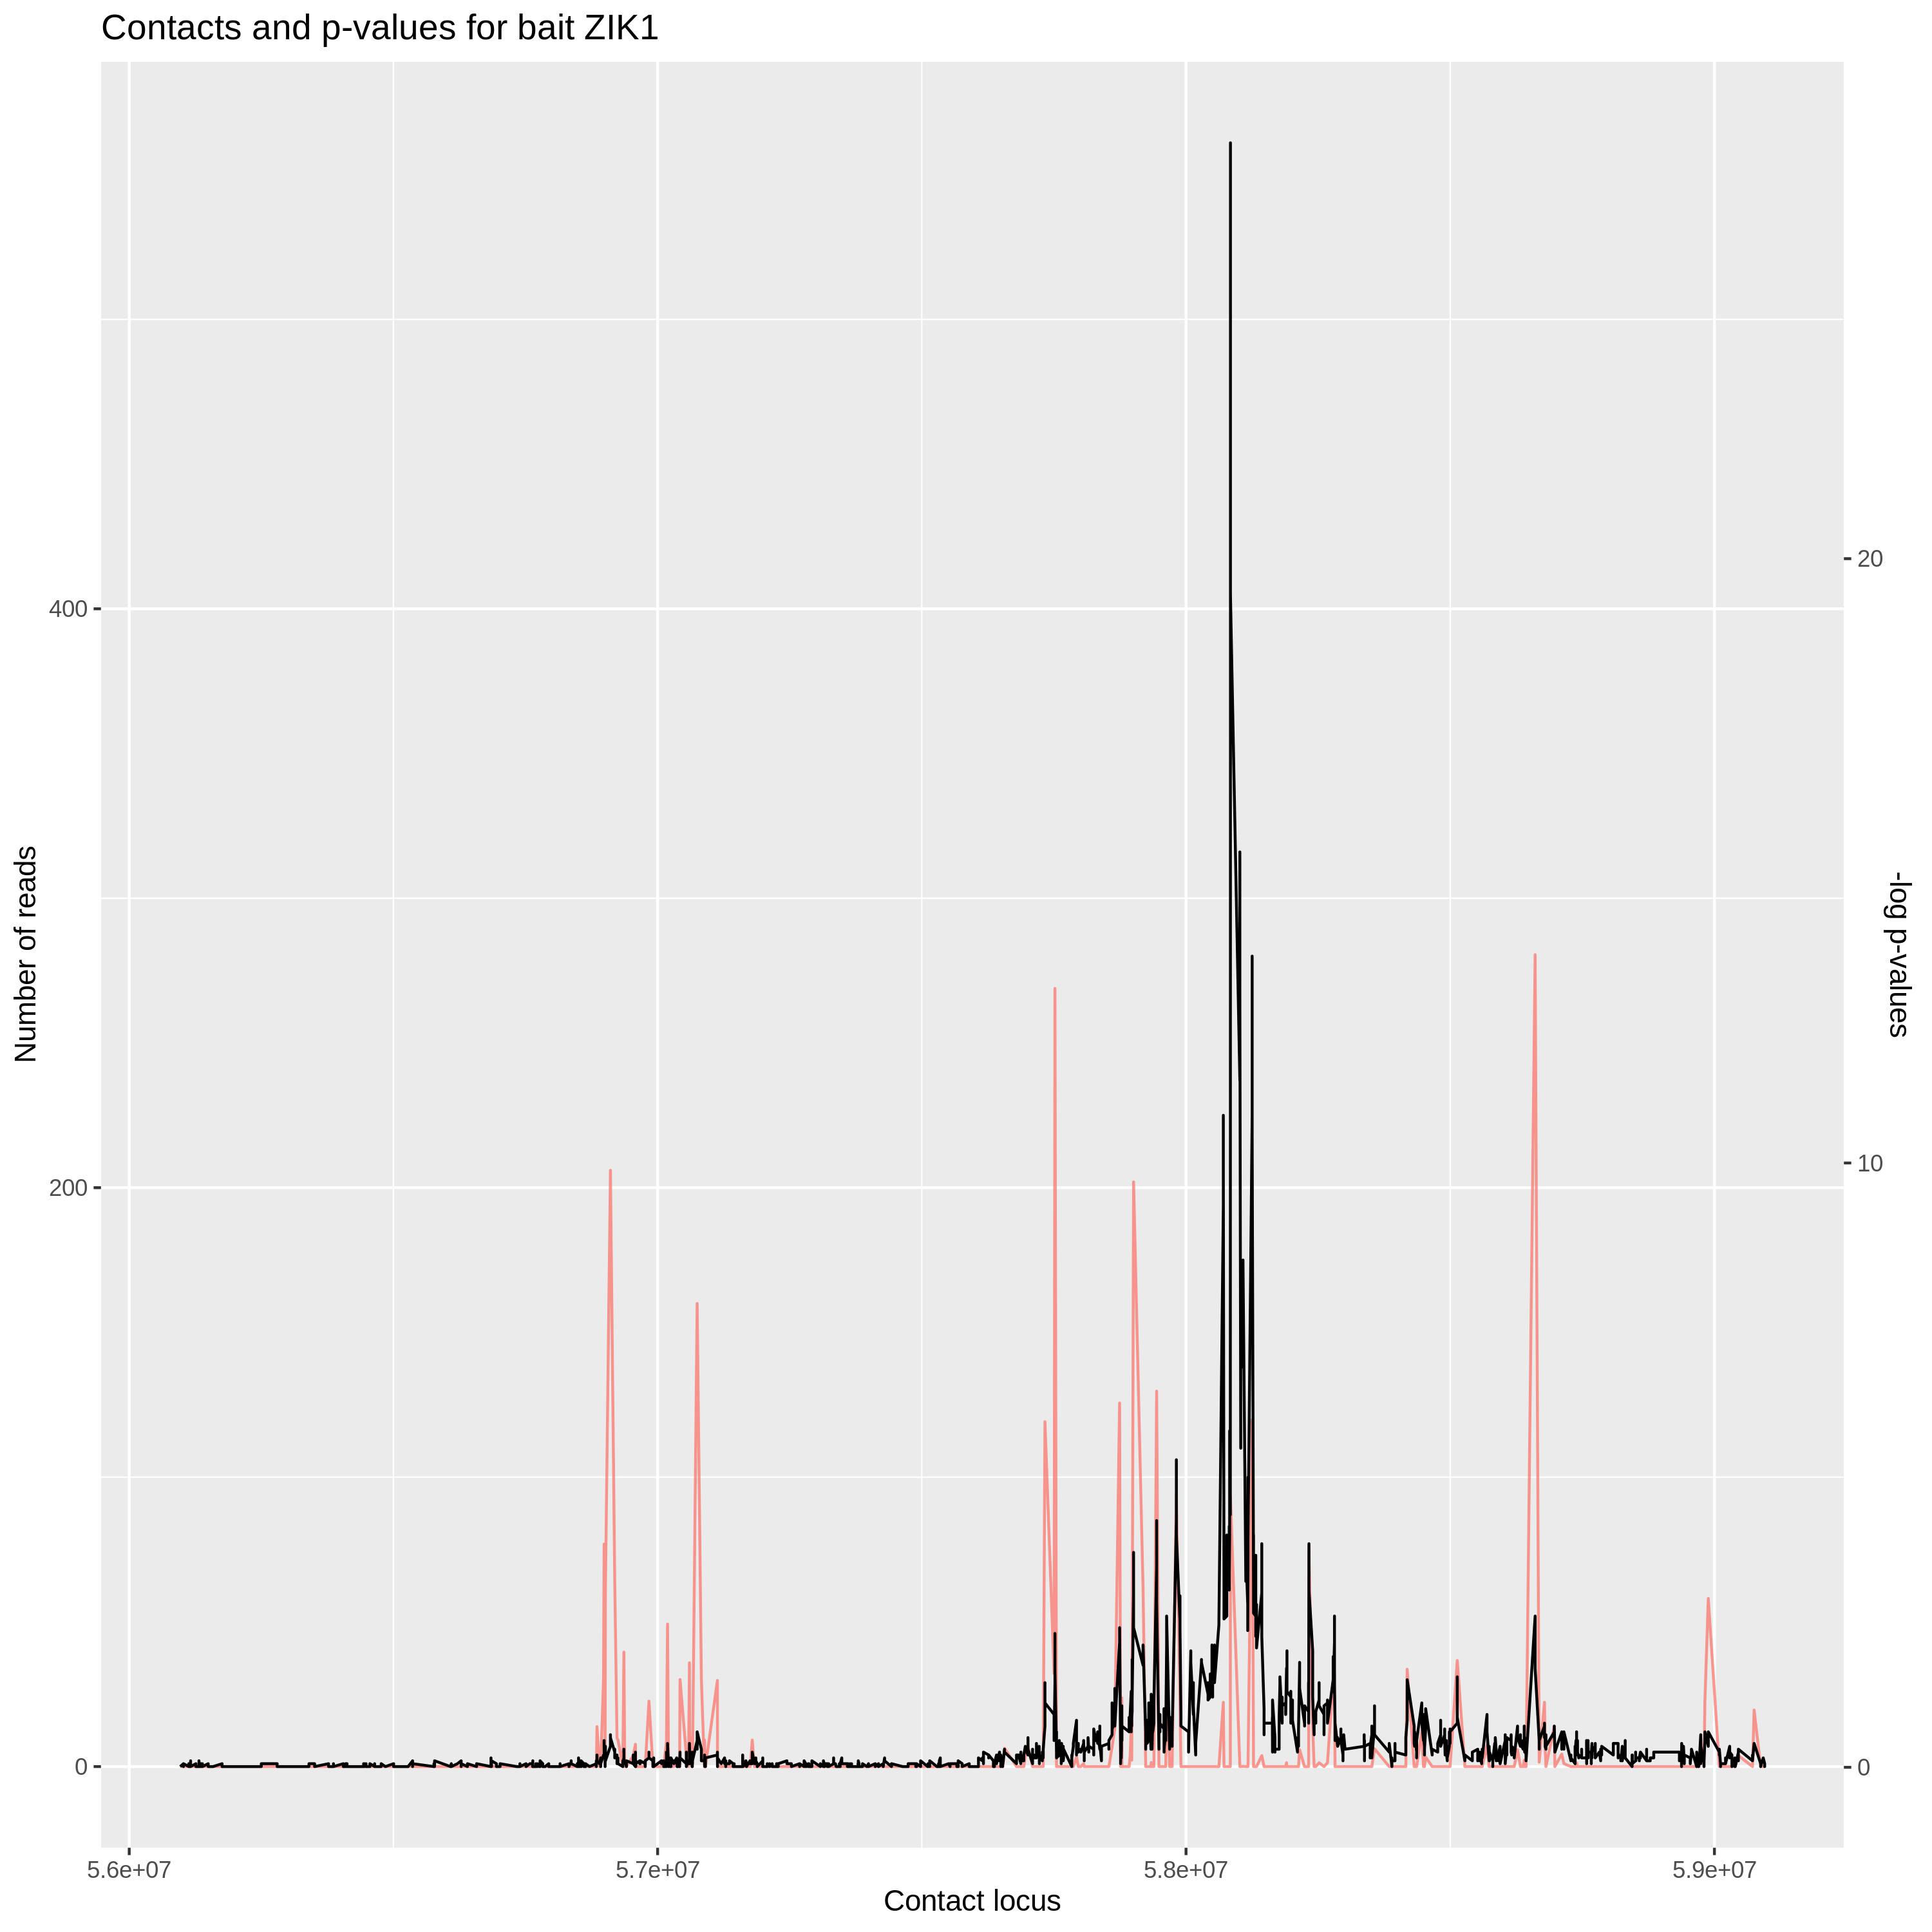 Contacts and p-values for bait ZIK1
Number of reads
400
200
0
20
10
0
-log p-values
5.6e+07
5.7e+07
5.8e+07
5.9e+07
Contact locus